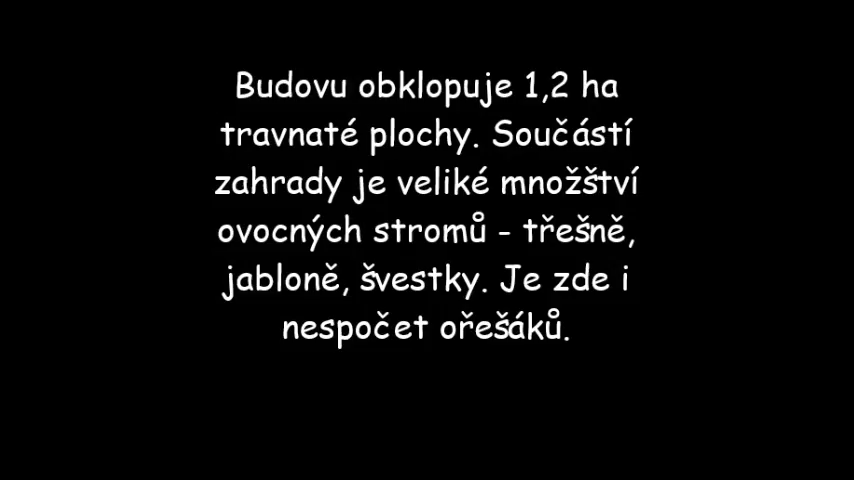 Budovu obklopuje 1,2 ha
travnaté plochy. Součástí
zahrady je veliké množštví
ovocných stromů - třešně,
jabloně, švestky. Je zde i
nespočet ořešáků.